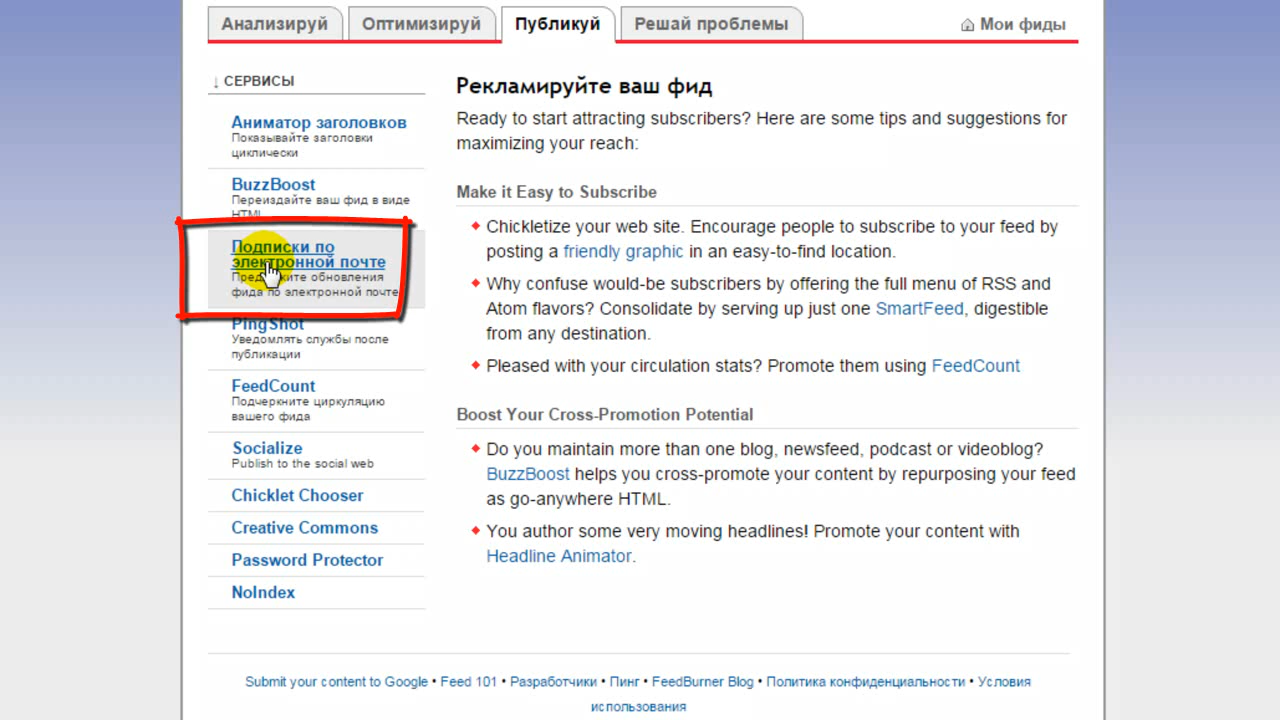 Анализируй
Оптимизируй
Публикуй
Решай проблемы
Мои фиды
↓ СЕРВИСЫ
Аниматор заголовков
Показывайте заголовки
циклически
BuzzBoost
Переиздайте ваш фид в виде
HTML
Подписки по
электронной почте
Предложите обновления
фида по электронной почте
PingShot
Уведомлять службы после
публикации
FeedCount
Подчеркните циркуляцию
вашего фида
Socialize
Publish to the social web
Chicklet Chooser
Creative Commons
Password Protector
NoIndex
Рекламируйте ваш фид
Ready to start attracting subscribers? Here are some tips and suggestions for
maximizing your reach:
Make it Easy to Subscribe
Chickletize your web site. Encourage people to subscribe to your feed by
posting a friendly graphic in an easy-to-find location.
Why confuse would-be subscribers by offering the full menu of RSS and
Atom flavors? Consolidate by serving up just one SmartFeed, digestible
from any destination.
Pleased with your circulation stats? Promote them using FeedCount
Boost Your Cross-Promotion Potential
Do you maintain more than one blog, newsfeed, podcast or videoblog?
BuzzBoost helps you cross-promote your content by repurposing your feed
as go-anywhere HTML.
You author some very moving headlines! Promote your content with
Headline Animator.
Submit your content to Google • Feed 101 • Разработчики • Пинг • FeedBurner Blog • Политика конфиденциальности • Условия
использования